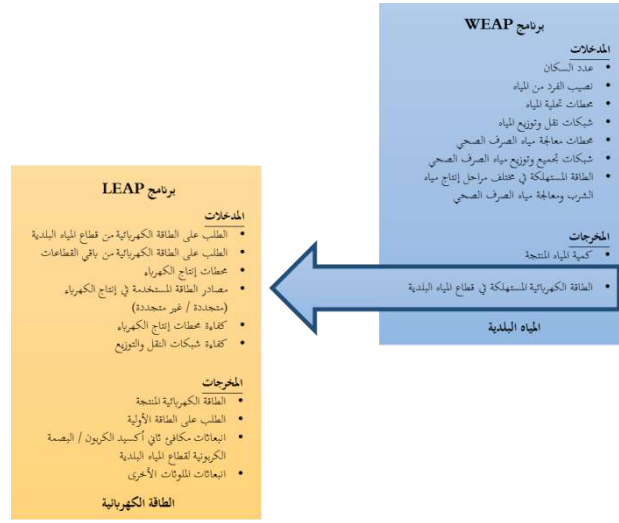 برنامج WEAP
المدخلات
• عدد السكان
• نصيب الفرد من المياه
• محطات تحلية المياه
• شبكات نقل وتوزيع المياه
• محطات معالجة مياه الصرف الصحي
• شبكات تجميع وتوزيع مياه الصرف الصحي
• الطاقة المستهلكة في مختلف مراحل إنتاج مياه
الشرب ومعالجة مياه الصرف الصحي
المخرجات
• كمية المياه المنتجة
• الطاقة الكهربائية المستهلكة في قطاع المياه البلدية
المياه البلدية
برنامج LEAP
المدخلات
• الطلب على الطاقة الكهربائية من قطاع المياه البلدية
• الطلب على الطاقة الكهربائية من باقي القطاعات
• محطات إنتاج الكهرباء
• مصادر الطاقة المستخدمة في إنتاج الكهرباء
(متجددة / غير متجددة)
• كفاءة محطات إنتاج الكهرباء
• كفاءة شبكات النقل والتوزيع
المخرجات
• الطاقة الكهربائية المنتجة
• الطلب على الطاقة الأولية
• انبعاثات مكافئ ثاني أكسيد الكربون / البصمة
الكربونية لقطاع المياه البلدية
• انبعاثات الملوثات الأخرى
الطاقة الكهربائية